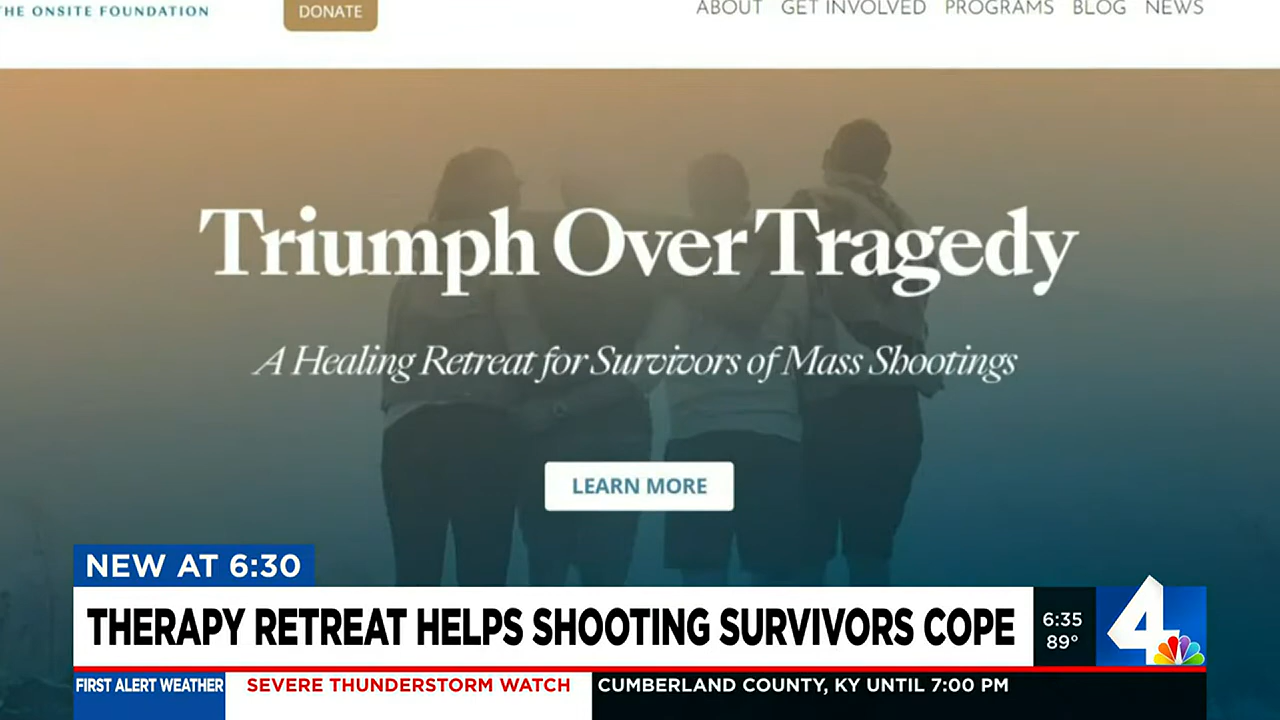 THE ONSITE FOUNDATION
DONATE
ABOUT GET INVOLVED PROGRAMS BLOG NEWS
Triumph Over Tragedy
A Healing Retreat for Survivors of Mass Shootings
LEARN MORE
NEW AT 6:30
THERAPY RETREAT HELPS SHOOTING SURVIVORS COPE
6:35
89°
4
FIRST ALERT WEATHER SEVERE THUNDERSTORM WATCH CUMBERLAND COUNTY, KY UNTIL 7:00 PM